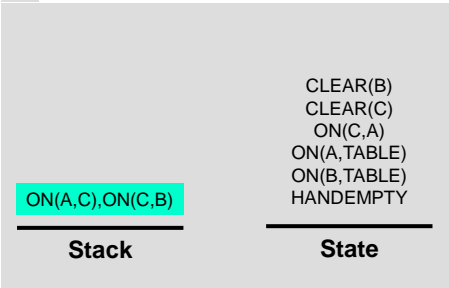 CLEAR(B)
CLEAR(C)
ON(C,A)
ON(A,TABLE)
ON(B,TABLE)
ON(A,C),ON(C,B)
HANDEMPTY
Stack
State